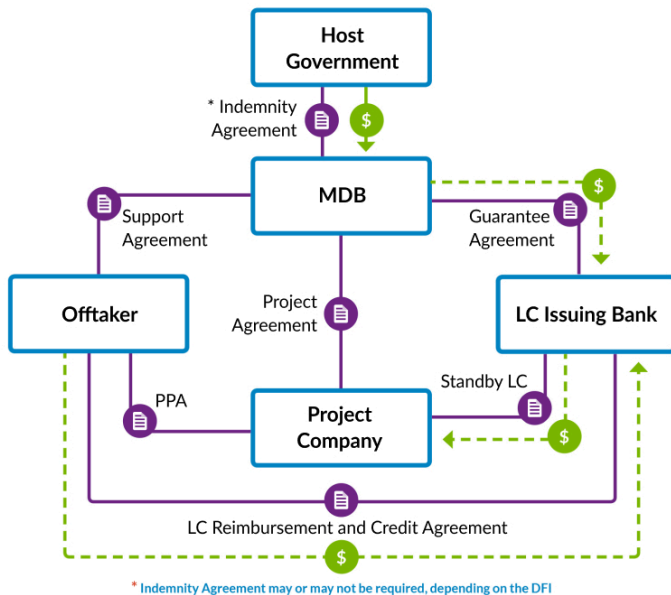 Host
Government
* Indemnity
Agreement
$
MDB
$
Support
Agreement
Guarantee
Agreement
Offtaker
Project
Agreement
LC Issuing Bank
PPA
Standby LC
Project
Company
$
LC Reimbursement and Credit Agreement
$
* Indemnity Agreement may or may not be required, depending on the DFI